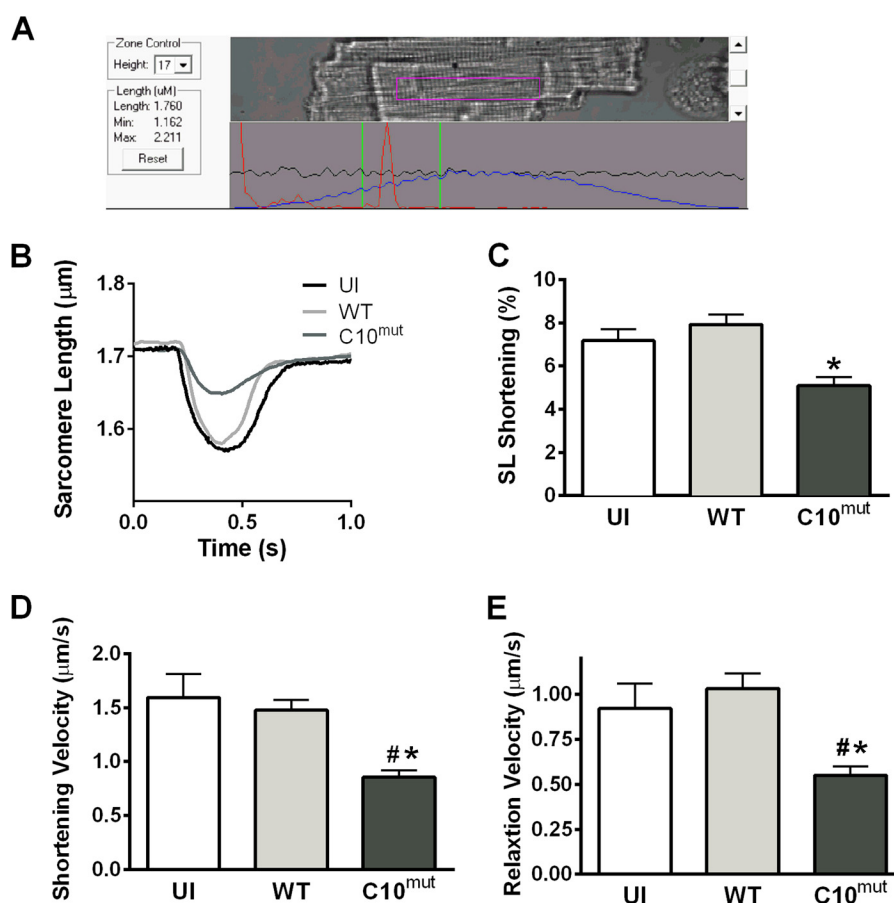 A
Zone Control
Height: 17
Length (uM)
Length: 1.760
Min: 1.162
Max: 2.211
Reset
B
Sarcomere Length (μm)
1.8
1.7
1.6
0.0 0.5 1.0
Time (s)
UI
WT
C10mut
C
SL Shortening (%)
10
8
6
4
2
0
*
UI WT C10mut
D
Shortening Velocity (μm/s)
2.0
1.5
1.0
0.5
0.0
#*
UI WT C10mut
E
Relaxtion Velocity (μm/s)
1.00
0.75
0.50
0.25
0.00
#*
UI WT C10mut